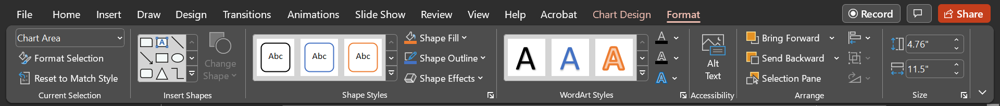 File Home Insert Draw Design Transitions Animations Slide Show Review View Help Acrobat Chart Design Format Record Share
Chart Area
Format Selection
Reset to Match Style
Current Selection
A
Change
Shape
Insert Shapes
Abc Abc Abc
Shape Fill
Shape Outline
Shape Effects
Shape Styles
A A A
A
A
A
WordArt Styles
Alt
Text
Accessibility
Bring Forward
Send Backward
Selection Pane
Arrange
4.76"
11.5"
Size